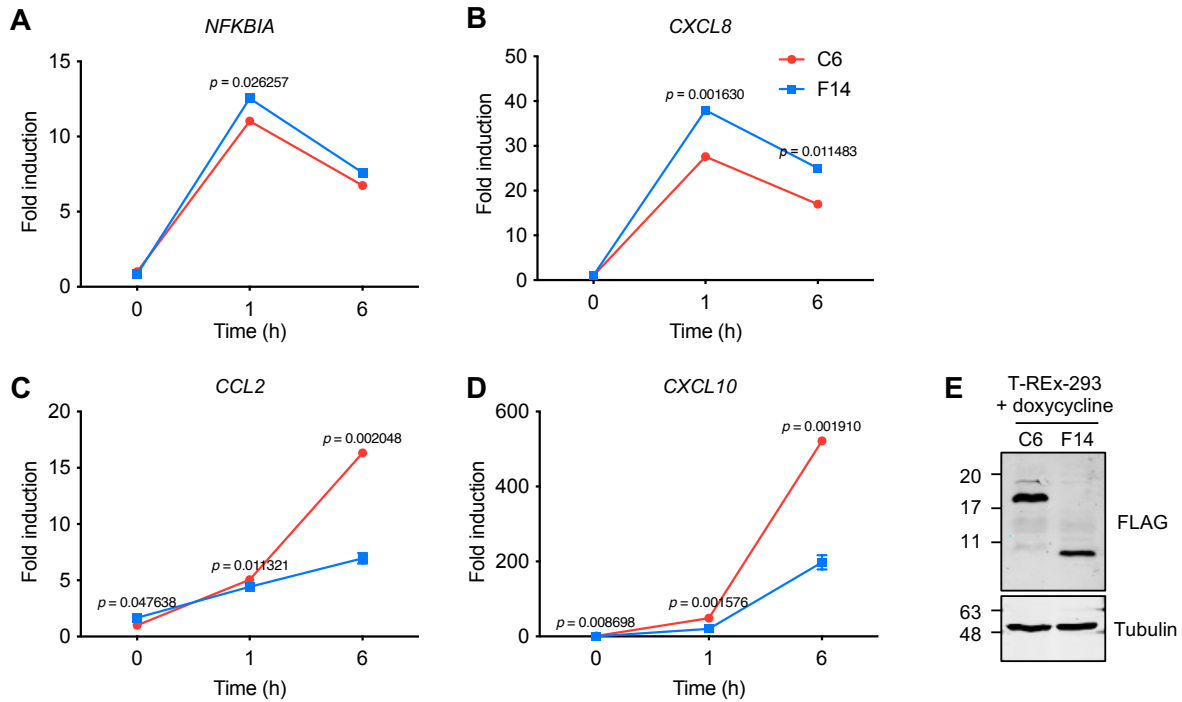 A
NFKBIA
Fold induction
15
10
5
0
p = 0.026257
0 1 6
Time (h)
B
CXCL8
Fold induction
50
40
30
20
10
0
C6
F14
p = 0.001630
p = 0.011483
0 1 6
Time (h)
C
CCL2
Fold induction
20
15
10
5
0
p = 0.002048
p = 0.011321
p = 0.047638
0 1 6
Time (h)
D
CXCL10
Fold induction
600
400
200
0
p = 0.001910
p = 0.001576
p = 0.008698
0 1 6
Time (h)
E
T-REx-293
+ doxycycline
C6 F14
20
17
11
FLAG
63
48
Tubulin